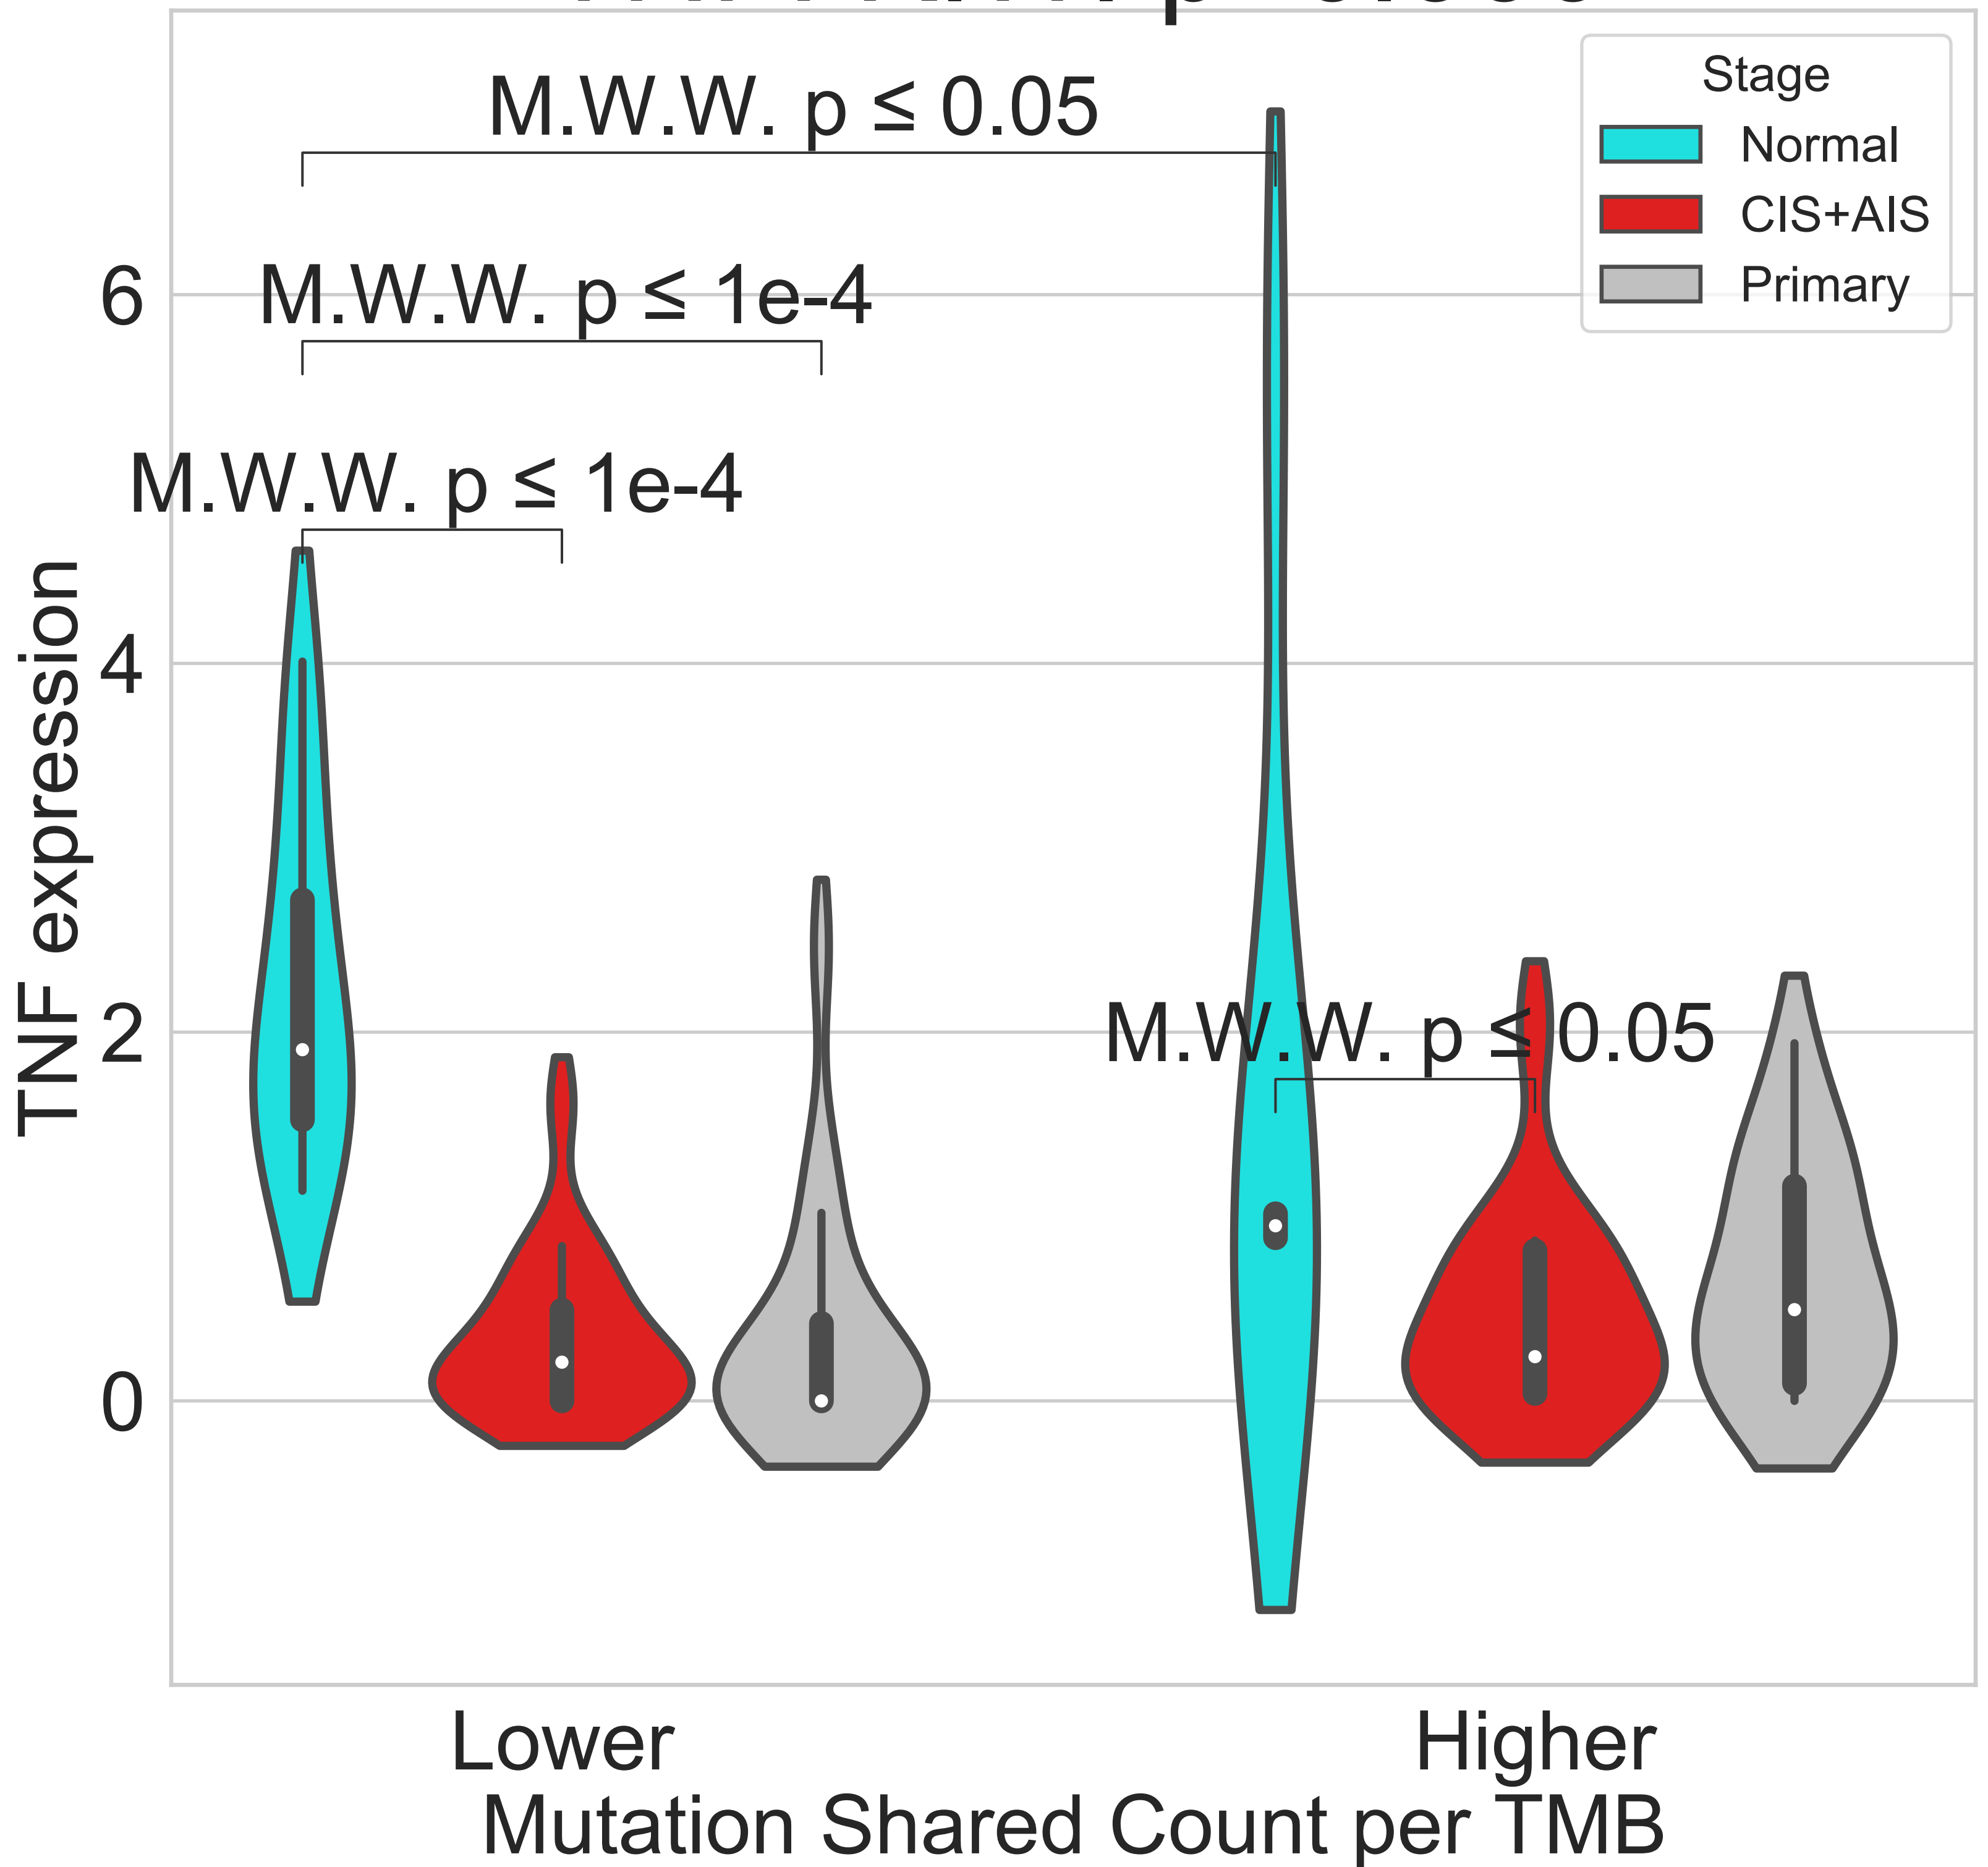 M.W.W. p ≤ 0.05
Stage
Normal
CIS+AIS
Primary
6
M.W.W. p ≤ 1e-4
M.W.W. p ≤ 1e-4
4
TNF expression
2
M.W.W. p ≤ 0.05
0
Lower
Higher
Mutation Shared Count per TMB